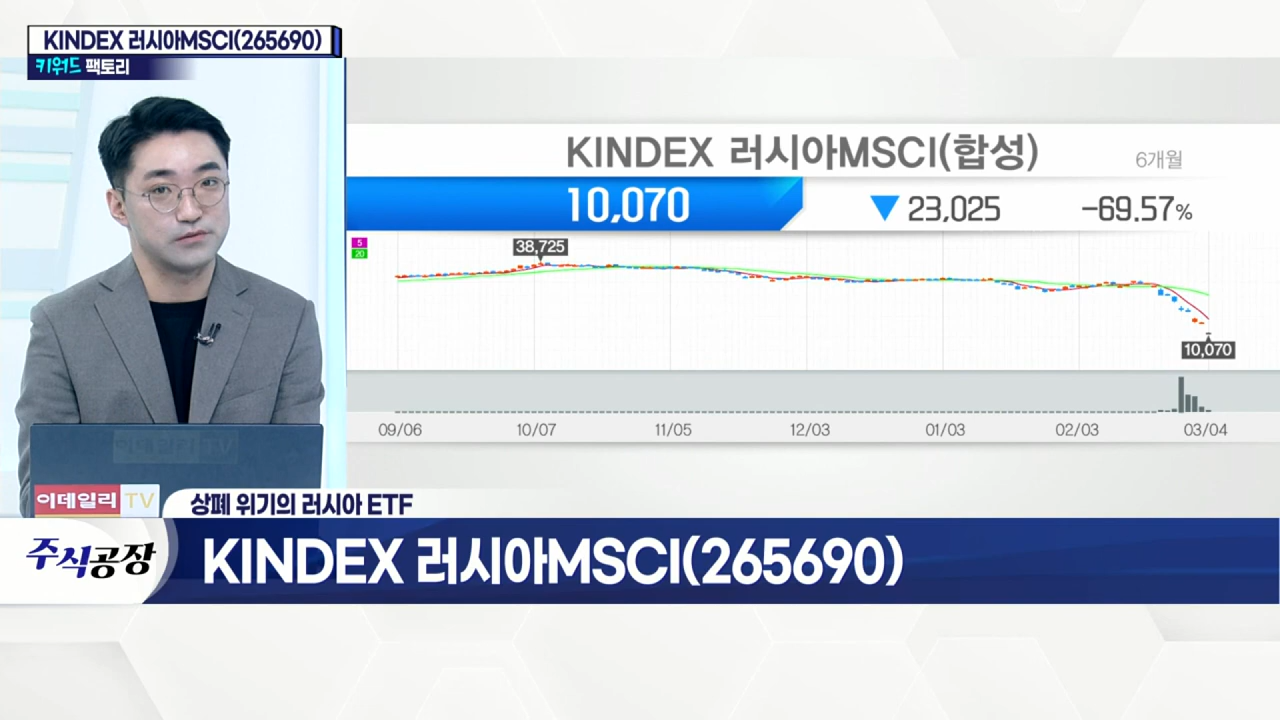 KINDEX 러시아MSCI(265690)
키워드 팩토리
KINDEX 러시아MSCI(합성)
6개월
10,070 ▼ 23,025 -69.57%
5
20
38,725
10,070
09/06 10/07 11/05 12/03 01/03 02/03 03/04
이데일리 TV
상폐 위기의 러시아 ETF
주식공장
KINDEX 러시아MSCI(265690)